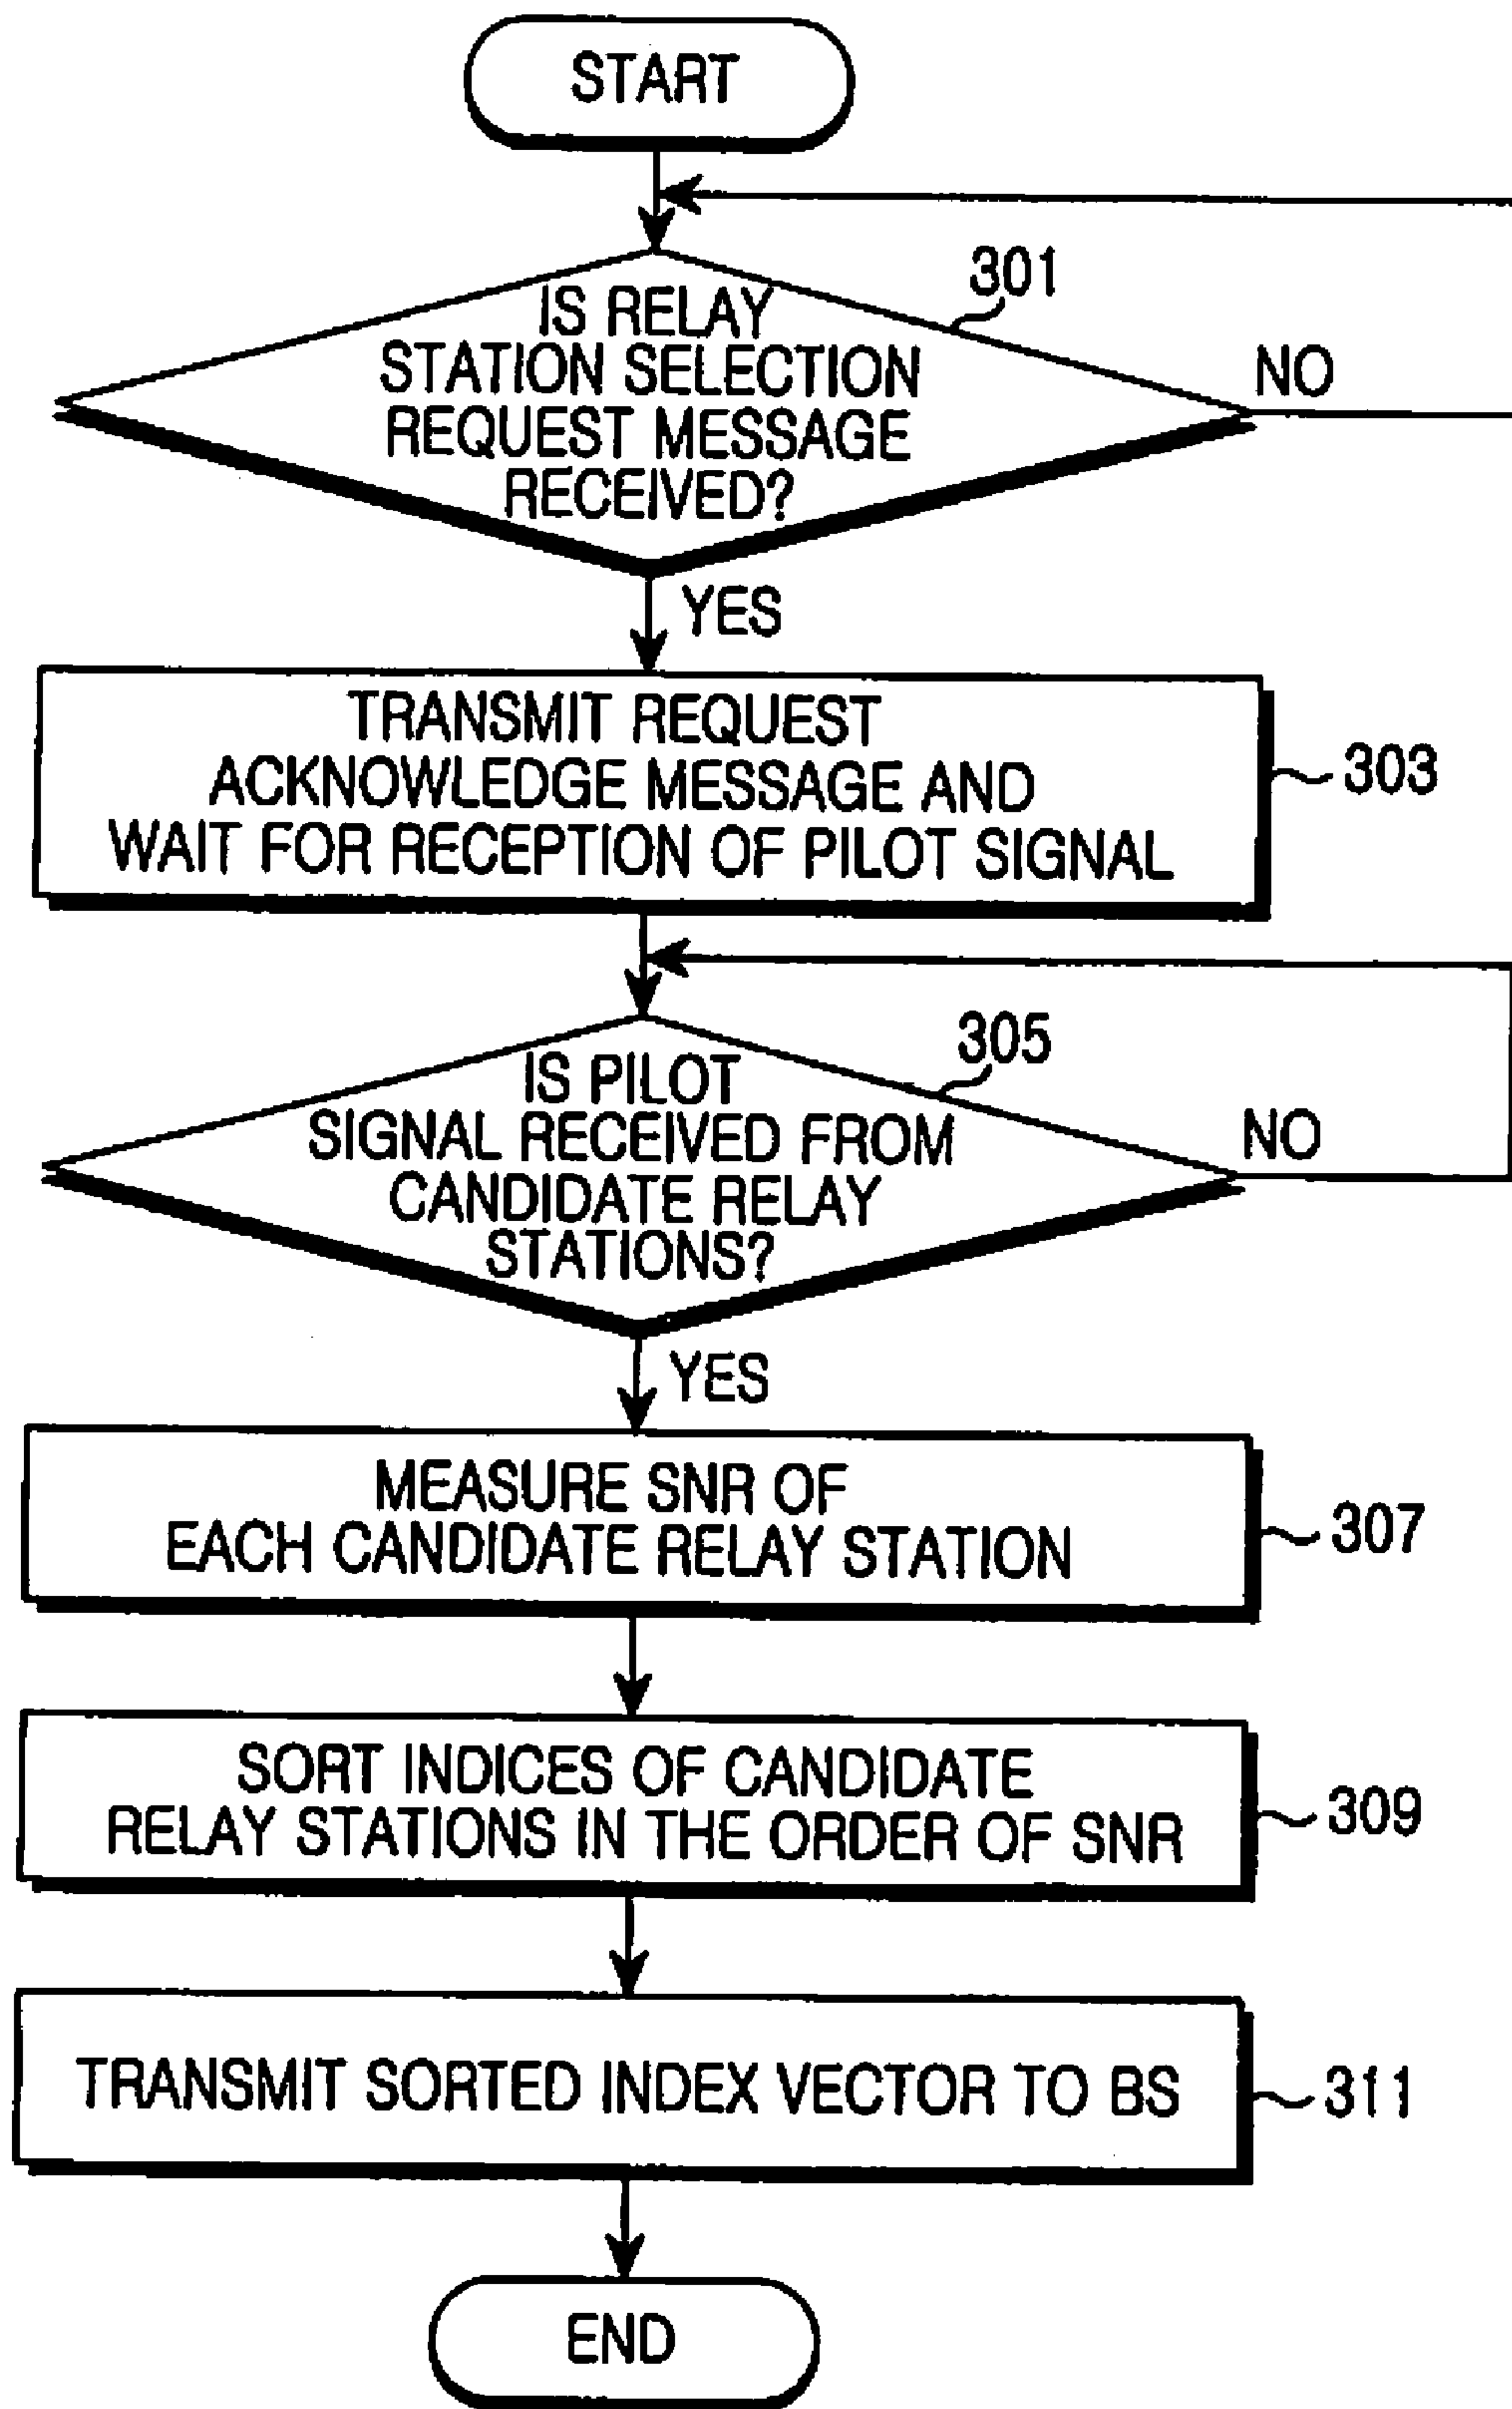 START
301
IS RELAY
STATION SELECTION
REQUEST MESSAGE
RECEIVED?
NO
YES
TRANSMIT REQUEST
ACKNOWLEDGE MESSAGE AND
WAIT FOR RECEPTION OF PILOT SIGNAL
303
305
IS PILOT
SIGNAL RECEIVED FROM
CANDIDATE RELAY
STATIONS?
NO
YES
MEASURE SNR OF
EACH CANDIDATE RELAY STATION
307
SORT INDICES OF CANDIDATE
RELAY STATIONS IN THE ORDER OF SNR
309
TRANSMIT SORTED INDEX VECTOR TO BS
311
END